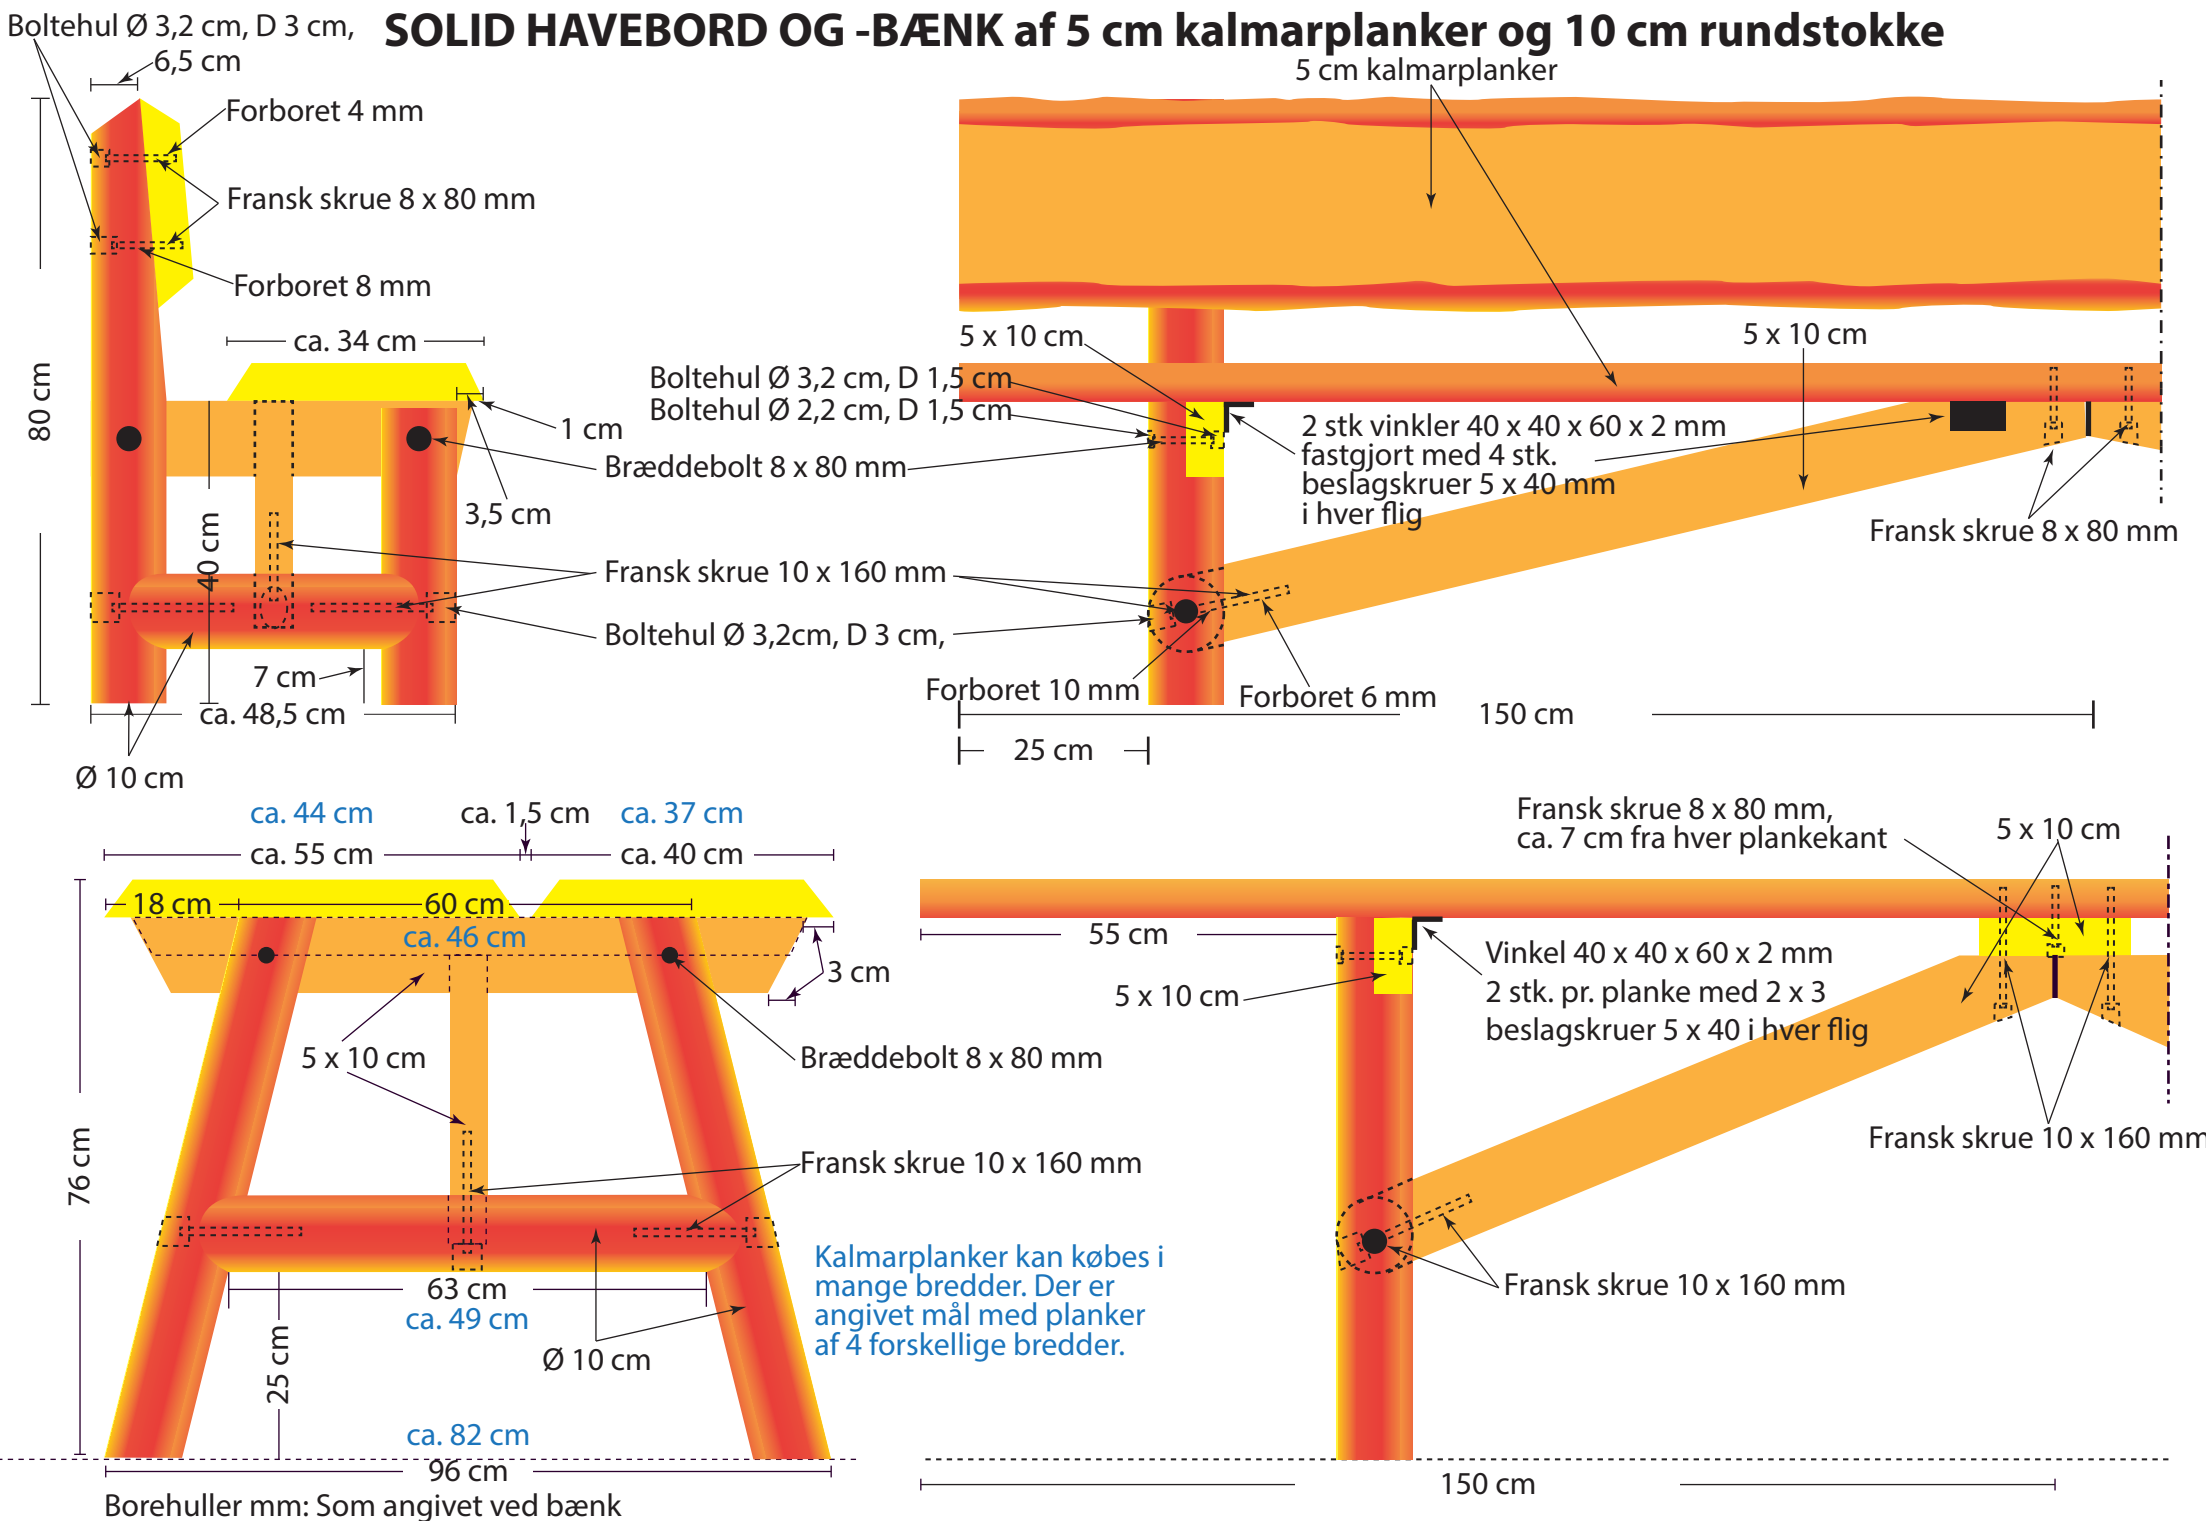 SOLID HAVEBORD OG -BÆNK af 5 cm kalmarplanker og 10 cm rundstokke
Boltehul Ø 3,2 cm, D 3 cm,
6,5 cm
Forboret 4 mm
Fransk skrue 8 x 80 mm
Forboret 8 mm
80 cm
ca. 34 cm
1 cm
3,5 cm
40 cm
7 cm
ca. 48,5 cm
Ø 10 cm
Boltehul Ø 3,2 cm, D 1,5 cm
Boltehul Ø 2,2 cm, D 1,5 cm
Bræddebolt 8 x 80 mm
Fransk skrue 10 x 160 mm
Boltehul Ø 3,2cm, D 3 cm,
5 cm kalmarplanker
5 x 10 cm
5 x 10 cm
2 stk vinkler 40 x 40 x 60 x 2 mm
fastgjort med 4 stk.
beslagskruer 5 x 40 mm
i hver flig
Fransk skrue 8 x 80 mm
Forboret 10 mm
Forboret 6 mm
150 cm
25 cm
ca. 44 cm
ca. 1,5 cm
ca. 37 cm
ca. 55 cm
ca. 40 cm
18 cm
60 cm
ca. 46 cm
3 cm
5 x 10 cm
Bræddebolt 8 x 80 mm
76 cm
Fransk skrue 10 x 160 mm
63 cm
ca. 49 cm
25 cm
Ø 10 cm
ca. 82 cm
96 cm
Borehuller mm: Som angivet ved bænk
Kalmarplanker kan købes i
mange bredder. Der er
angivet mål med planker
af 4 forskellige bredder.
Fransk skrue 8 x 80 mm,
ca. 7 cm fra hver plankekant
5 x 10 cm
55 cm
5 x 10 cm
Vinkel 40 x 40 x 60 x 2 mm
2 stk. pr. planke med 2 x 3
beslagskruer 5 x 40 i hver flig
Fransk skrue 10 x 160 mm
Fransk skrue 10 x 160 mm
150 cm